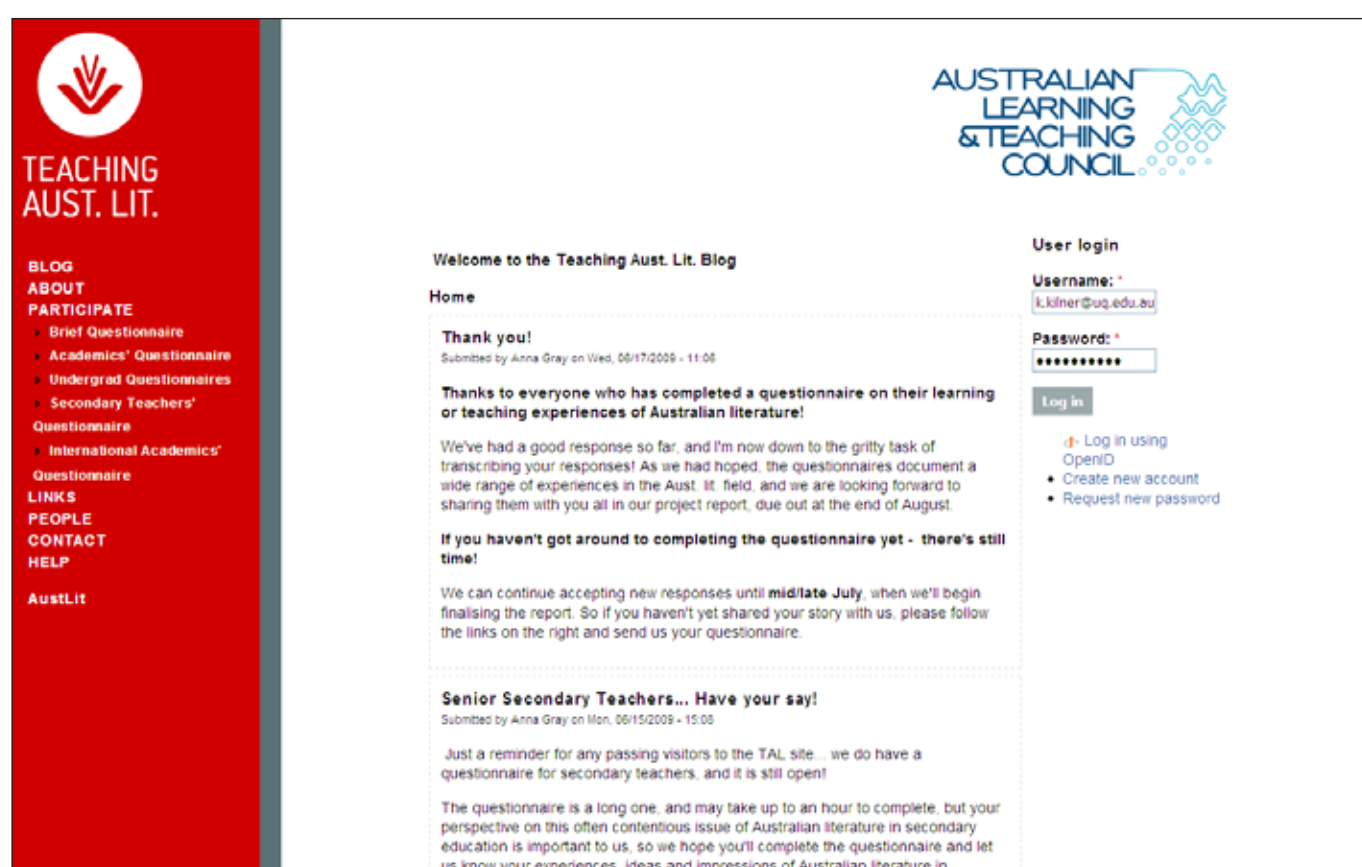 TEACHING
AUST. LIT.
BLOG
ABOUT
PARTICIPATE
Brief Questionnaire
Academics' Questionnaire
Undergrad Questionnaires
Secondary Teachers'
Questionnaire
International Academics'
Questionnaire
LINKS
PEOPLE
CONTACT
HELP
AustLit
AUSTRALIAN
LEARNING
&TEACHING
COUNCIL
Welcome to the Teaching Aust. Lit. Blog
Home
Thank you!
Submitted by Anna Gray on Wed, 06/17/2009 - 11:06
Thanks to everyone who has completed a questionnaire on their learning
or teaching experiences of Australian literature!
We've had a good response so far, and I'm now down to the gritty task of
transcribing your responses! As we had hoped, the questionnaires document a
wide range of experiences in the Aust. lit. field, and we are looking forward to
sharing them with you all in our project report, due out at the end of August.
If you haven't got around to completing the questionnaire yet - there's still
time!
We can continue accepting new responses until mid/late July, when we'll begin
finalising the report. So if you haven't yet shared your story with us, please follow
the links on the right and send us your questionnaire.
Senior Secondary Teachers... Have your say!
Submitted by Anna Gray on Mon, 06/15/2009 - 15:08
Just a reminder for any passing visitors to the TAL site... we do have a
questionnaire for secondary teachers, and it is still open!
The questionnaire is a long one, and may take up to an hour to complete, but your
perspective on this often contentious issue of Australian literature in secondary
education is important to us, so we hope you'll complete the questionnaire and let
us know your experiences, ideas and impressions of Australian literature in
User login
Username: *
k.kilner@uq.edu.au
Password: *
••••••••••
Log in
Log in using
OpenID
Create new account
Request new password